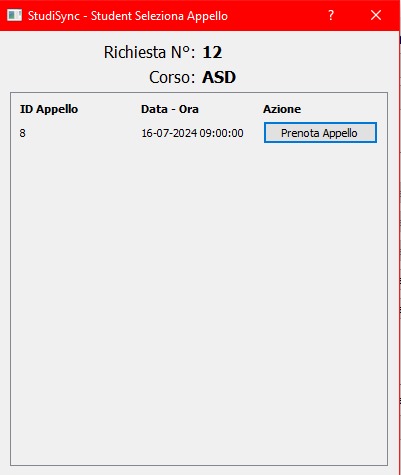 StudiSync - Student Seleziona Appello ?
Richiesta N°: 12
Corso: ASD
ID Appello Data - Ora Azione
8 16-07-2024 09:00:00 Prenota Appello